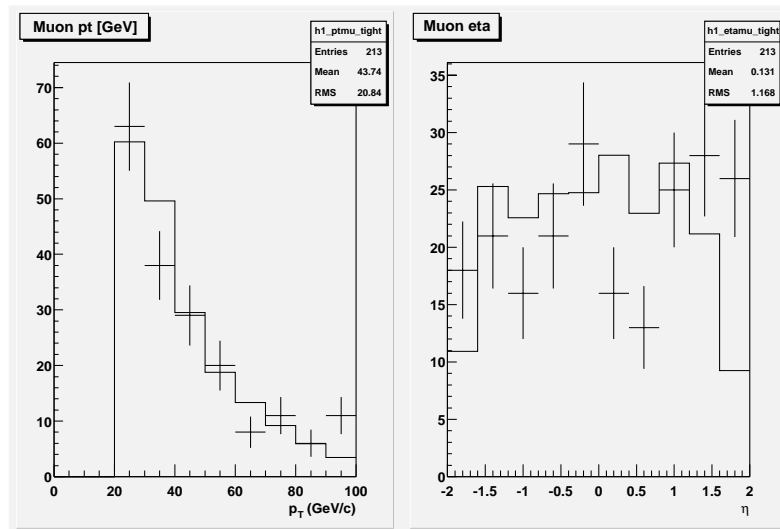 Muon pt [GeV]
h1_ptmu_tight
Entries 213
Mean 43.74
RMS 20.84
70
60
50
40
30
20
10
0
0 20 40 60 80 100
p_T (GeV/c)
Muon eta
h1_etamu_tight
Entries 213
Mean 0.131
RMS 1.168
35
30
25
20
15
10
5
0
-2 -1.5 -1 -0.5 0 0.5 1 1.5 2
η